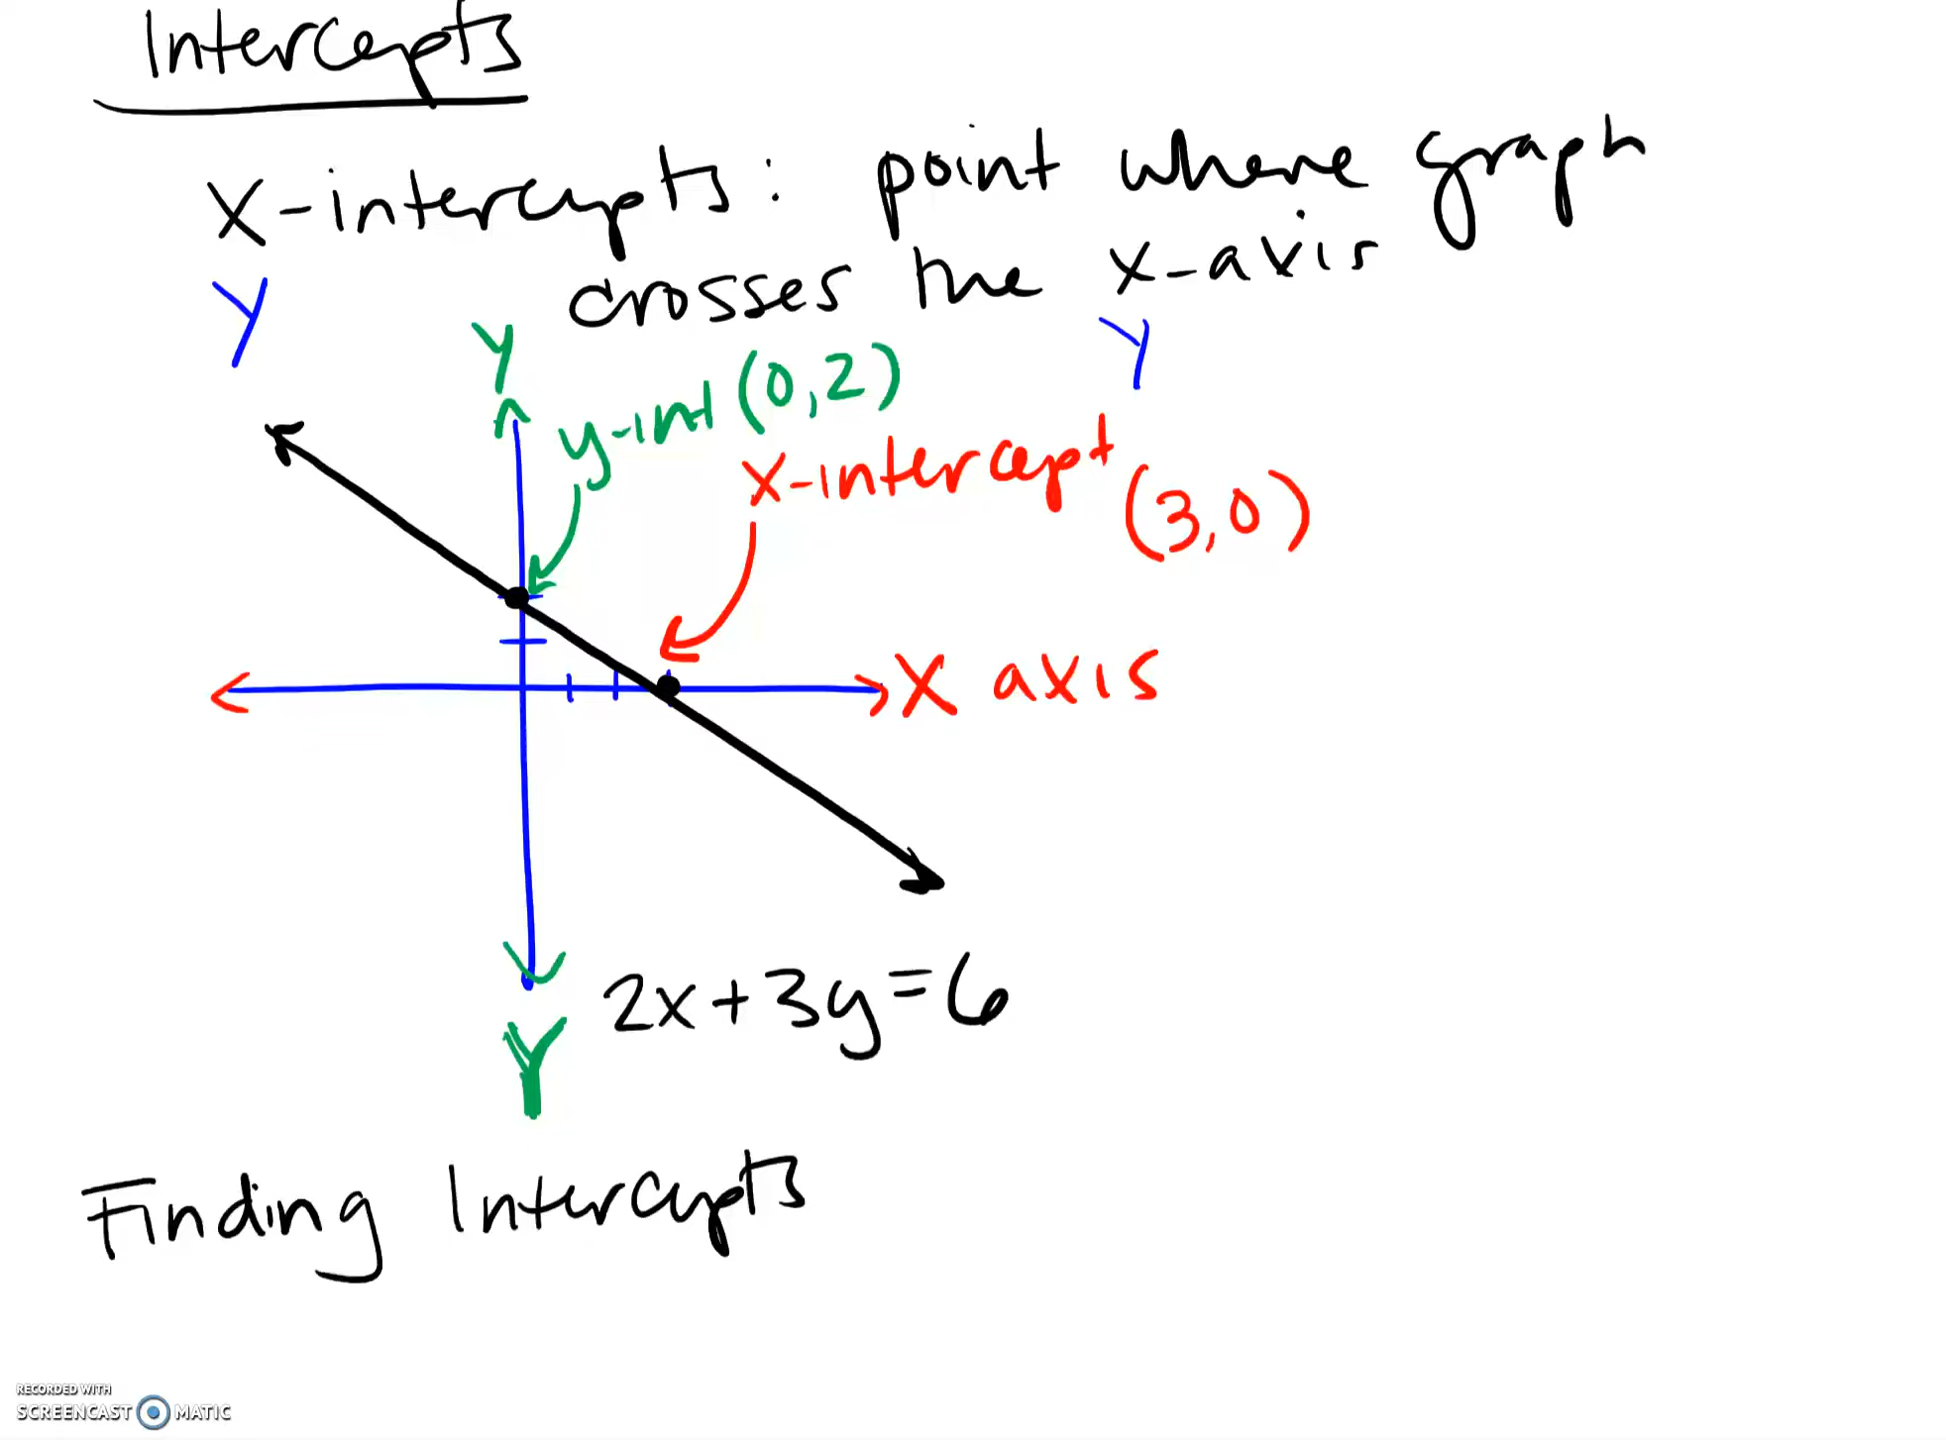 Intercepts
X-intercepts: point where graph
crosses the x-axis
Y
Y
Y
y-int (0,2)
x-intercept (3,0)
X axis
2x+3y=6
Y
Finding Intercepts
RECORDED WITH
SCREENCAST MATIC